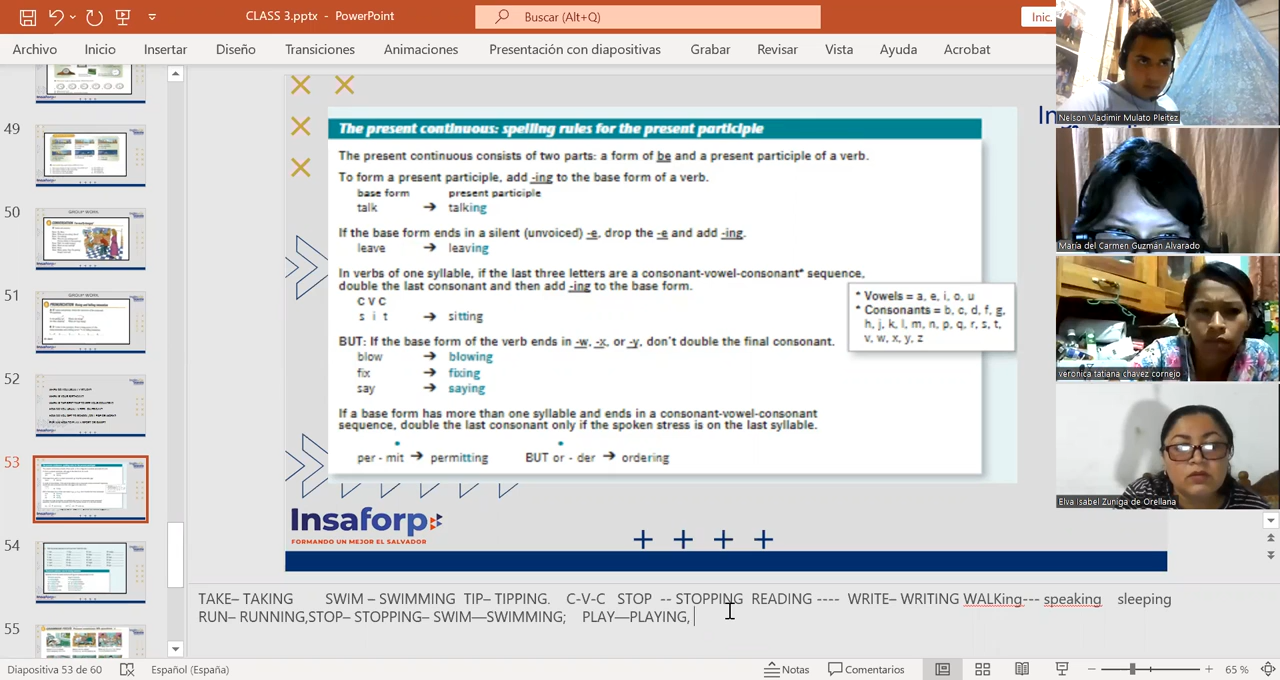 CLASS 3.pptx - PowerPoint
Buscar (Alt+Q)
Inic.
Archivo Inicio Insertar Diseño Transiciones Animaciones Presentación con diapositivas Grabar Revisar Vista Ayuda Acrobat
49
50
51
52
53
54
55
The present continuous: spelling rules for the present participle
The present continuous consists of two parts: a form of be and a present participle of a verb.
To form a present participle, add -ing to the base form of a verb.
base form present participle
talk → talking
If the base form ends in a silent (unvoiced) -e, drop the -e and add -ing.
leave → leaving
In verbs of one syllable, if the last three letters are a consonant-vowel-consonant* sequence,
double the last consonant and then add -ing to the base form.
C V C
s i t → sitting
* Vowels = a, e, i, o, u
* Consonants = b, c, d, f, g,
h, j, k, l, m, n, p, q, r, s, t,
v, w, x, y, z
BUT: If the base form of the verb ends in -w, -x, or -y, don't double the final consonant.
blow → blowing
fix → fixing
say → saying
If a base form has more than one syllable and ends in a consonant-vowel-consonant
sequence, double the last consonant only if the spoken stress is on the last syllable.
per - mit → permitting BUT or - der → ordering
Insaforp
FORMANDO UN MEJOR EL SALVADOR
TAKE– TAKING SWIM – SWIMMING TIP– TIPPING. C-V-C STOP -- STOPPING READING ---- WRITE– WRITING WALKing--- speaking sleeping
RUN– RUNNING,STOP– STOPPING– SWIM—SWIMMING; PLAY—PLAYING,
Nelson Vladimir Mulato Pleitez
María del Carmen Guzmán Alvarado
veronica tatiana chavez cornejo
Elva Isabel Zuniga de Orellana
Diapositiva 53 de 60 Español (España) Notas Comentarios 65 %